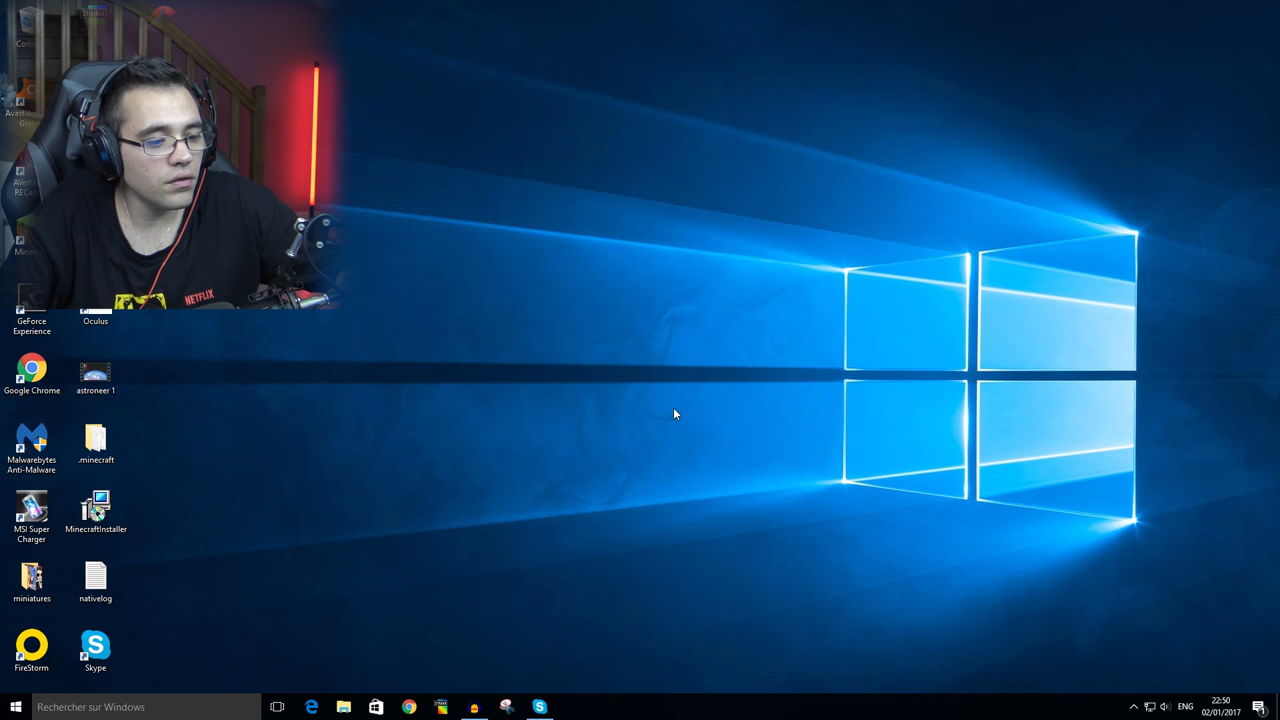 Studio
NETFLIX
GeForce
Experience
Oculus
Google Chrome
astroneer 1
Malwarebytes
Anti-Malware
.minecraft
MSI Super
Charger
MinecraftInstaller
miniatures
nativelog
FireStorm
Skype
Rechercher sur Windows
ENG
22:50
02/01/2017